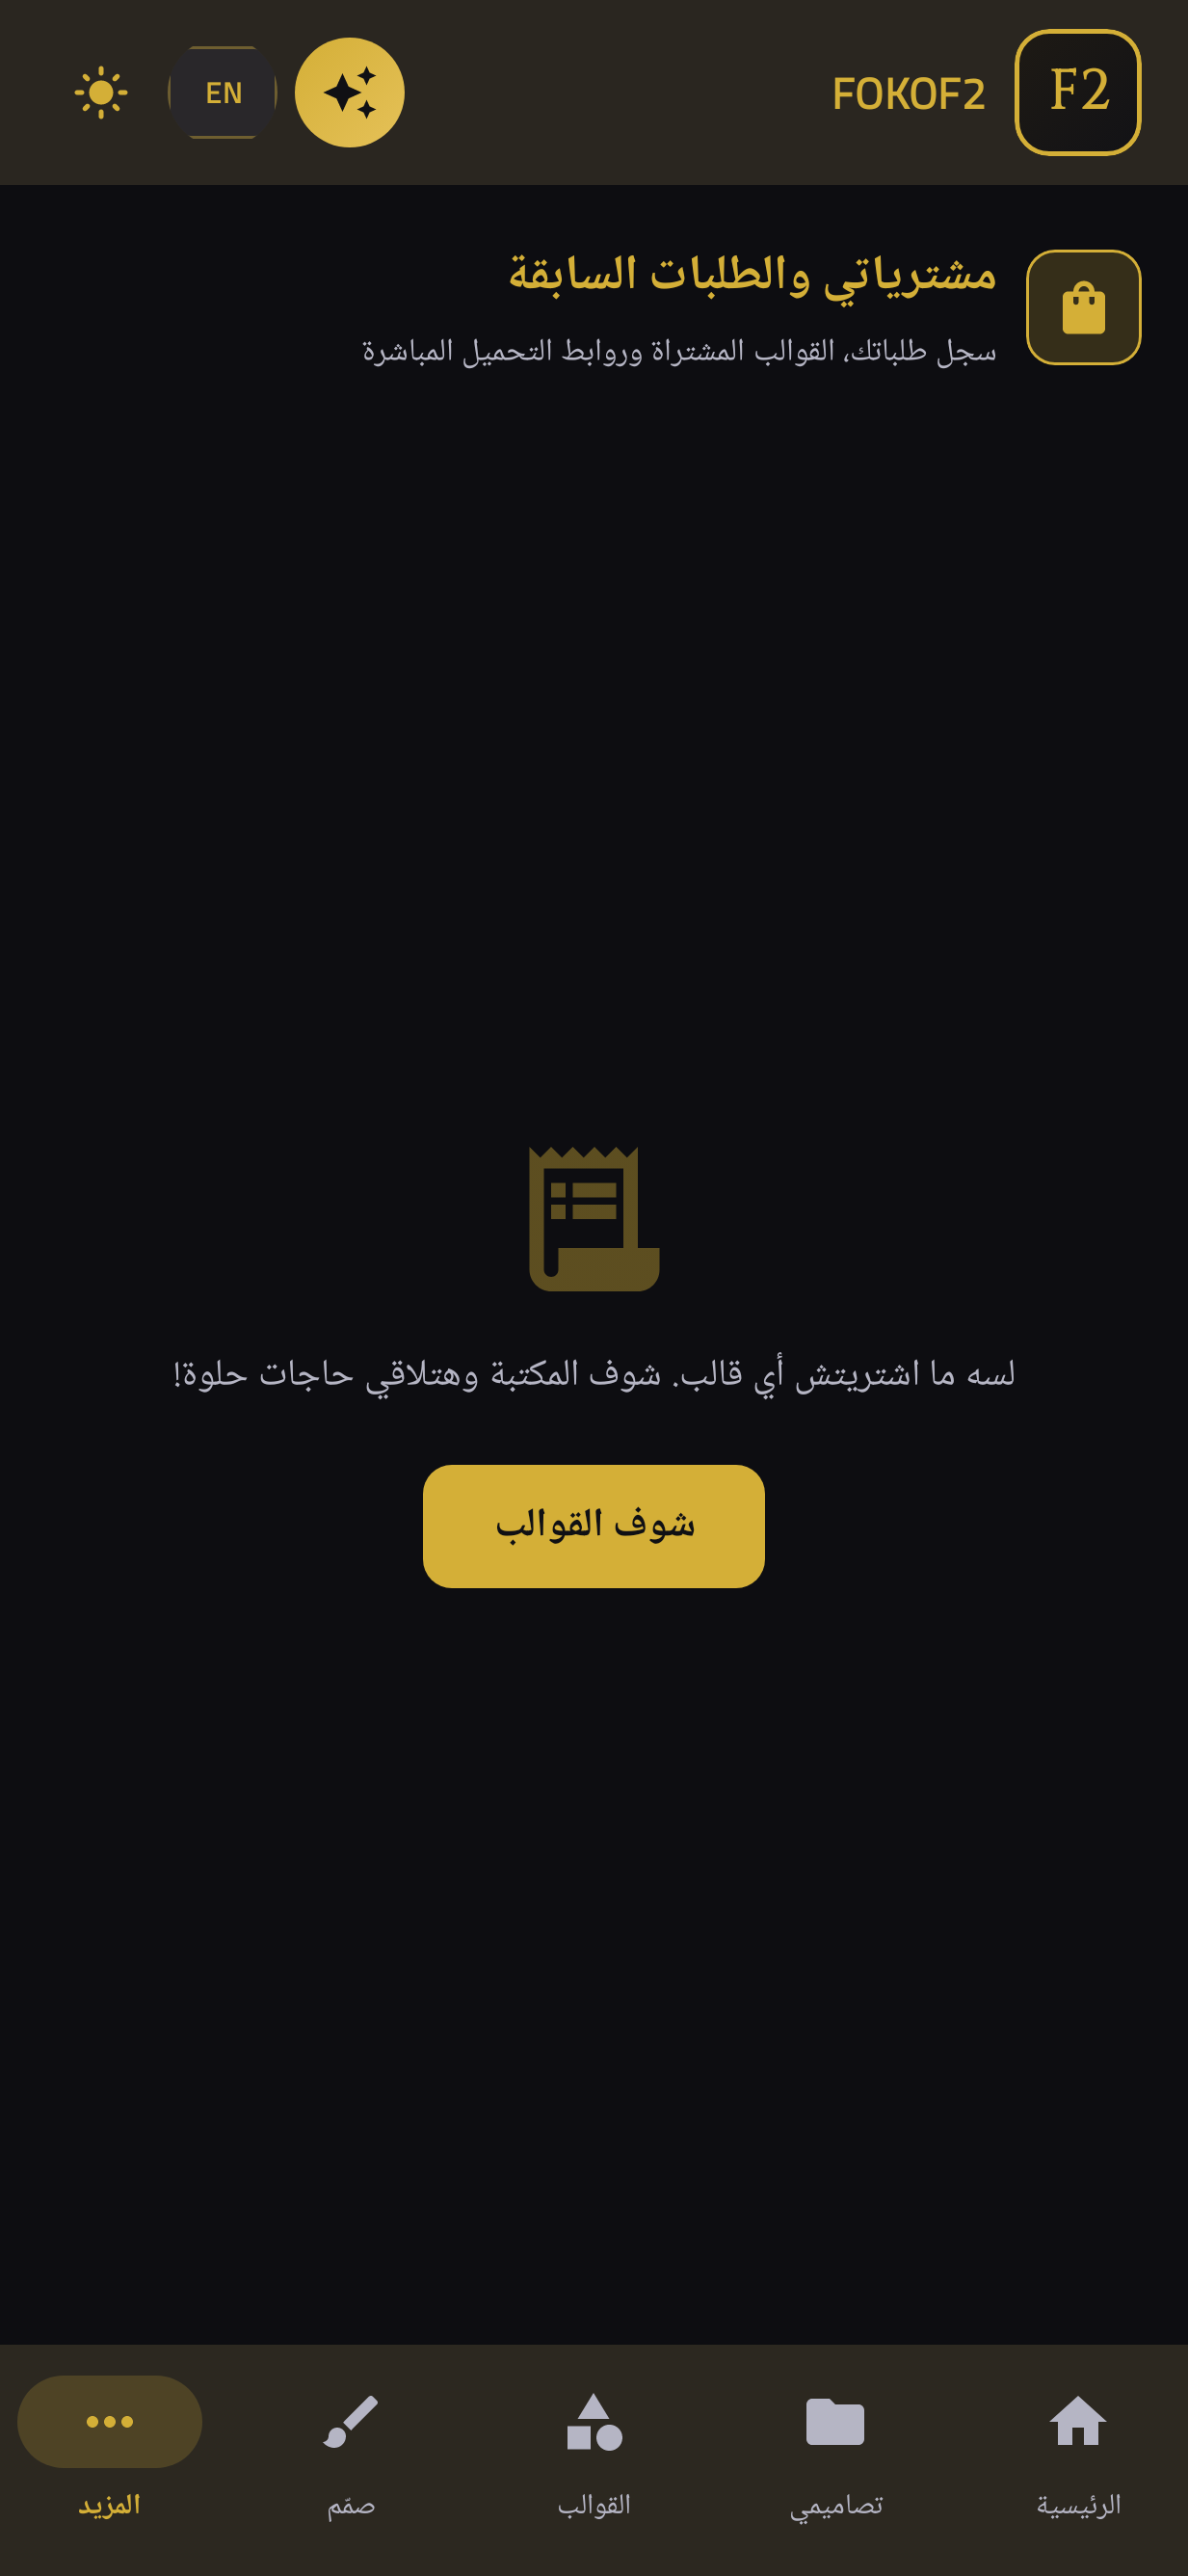 F2
FOKOF2
EN
مشترياتي والطلبات السابقة
سجل طلباتك، القوالب المشتراة وروابط التحميل المباشرة
لسه ما اشتريتش أي قالب. شوف المكتبة وهتلاقي حاجات حلوة!
شوف القوالب
الرئيسية
تصاميمي
القوالب
صمّم
المزيد